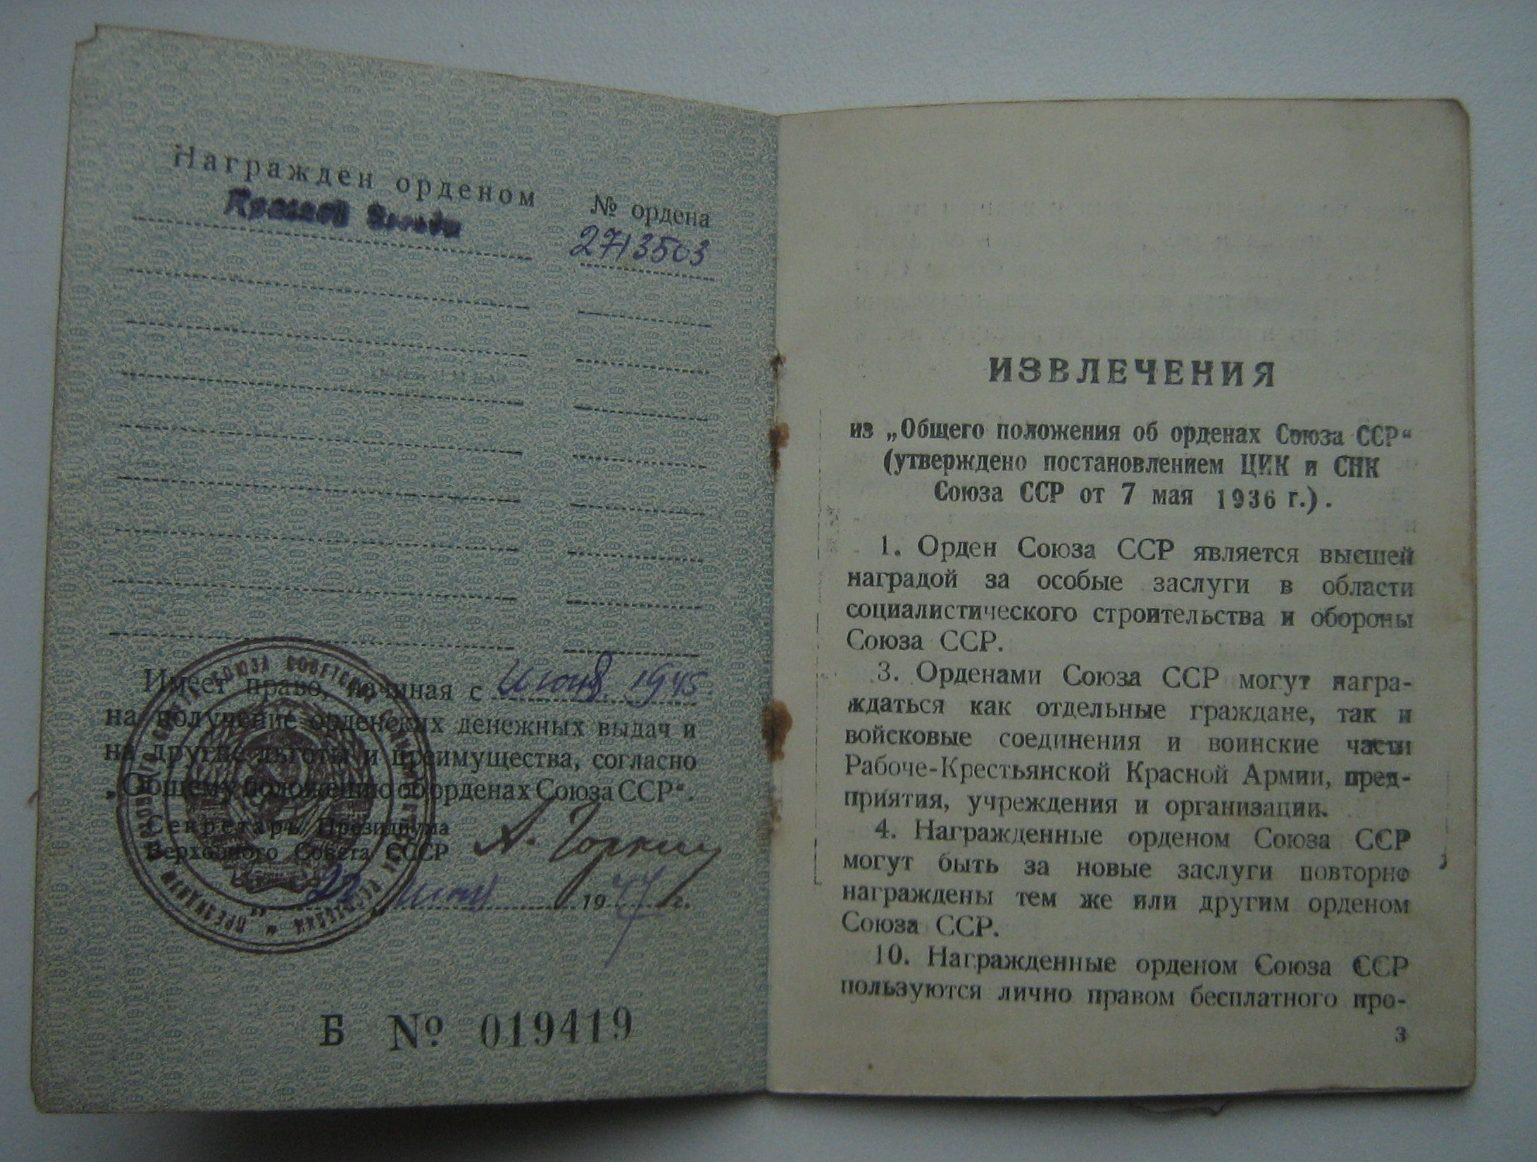 Награжден орденом
Красной Звезды
№ ордена
2713503
Имеет право, начиная с июня 1945
на получение орденских денежных выдач и
на другие льготы и преимущества, согласно
„Общему положению об орденах Союза ССР“.
Секретарь Президиума
Верховного Совета СССР А. Горкин
22 1947 г.
Б № 019419
ИЗВЛЕЧЕНИЯ
из „Общего положения об орденах Союза ССР“
(утверждено постановлением ЦИК и СНК
Союза ССР от 7 мая 1936 г.).
1. Орден Союза ССР является высшей
наградой за особые заслуги в области
социалистического строительства и обороны
Союза ССР.
3. Орденами Союза ССР могут награ-
ждаться как отдельные граждане, так и
войсковые соединения и воинские части
Рабоче-Крестьянской Красной Армии, пред-
приятия, учреждения и организации.
4. Награжденные орденом Союза ССР
могут быть за новые заслуги повторно
награждены тем же или другим орденом
Союза ССР.
10. Награжденные орденом Союза ССР
пользуются лично правом бесплатного про-
3